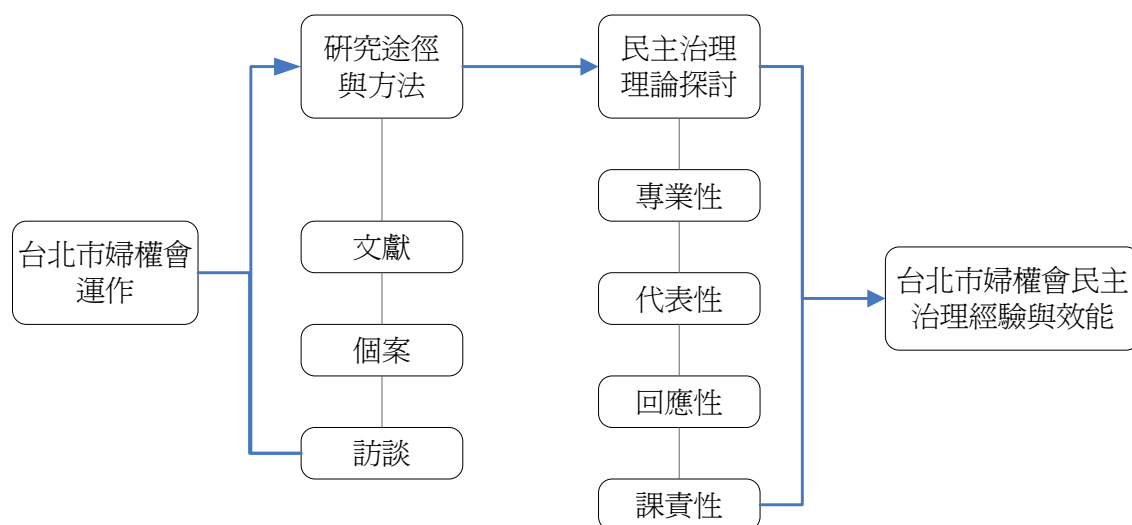 台北市婦權會
運作
研究途徑
與方法
文獻
個案
訪談
民主治理
理論探討
專業性
代表性
回應性
課責性
台北市婦權會民主
治理經驗與效能